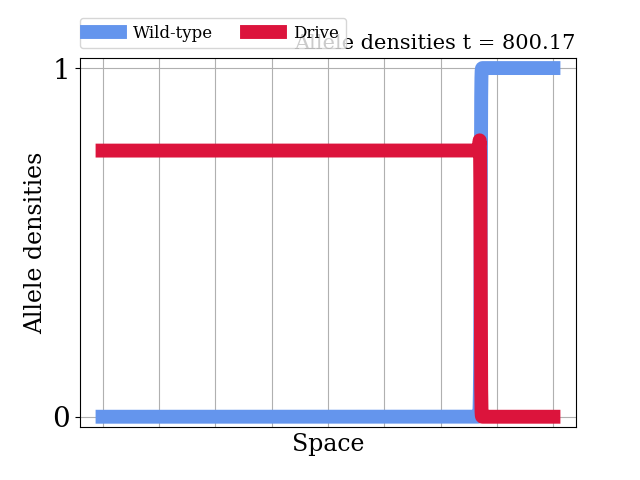 Wild-type Drive
Allele densities t = 800.17
1
Allele densities
0
Space